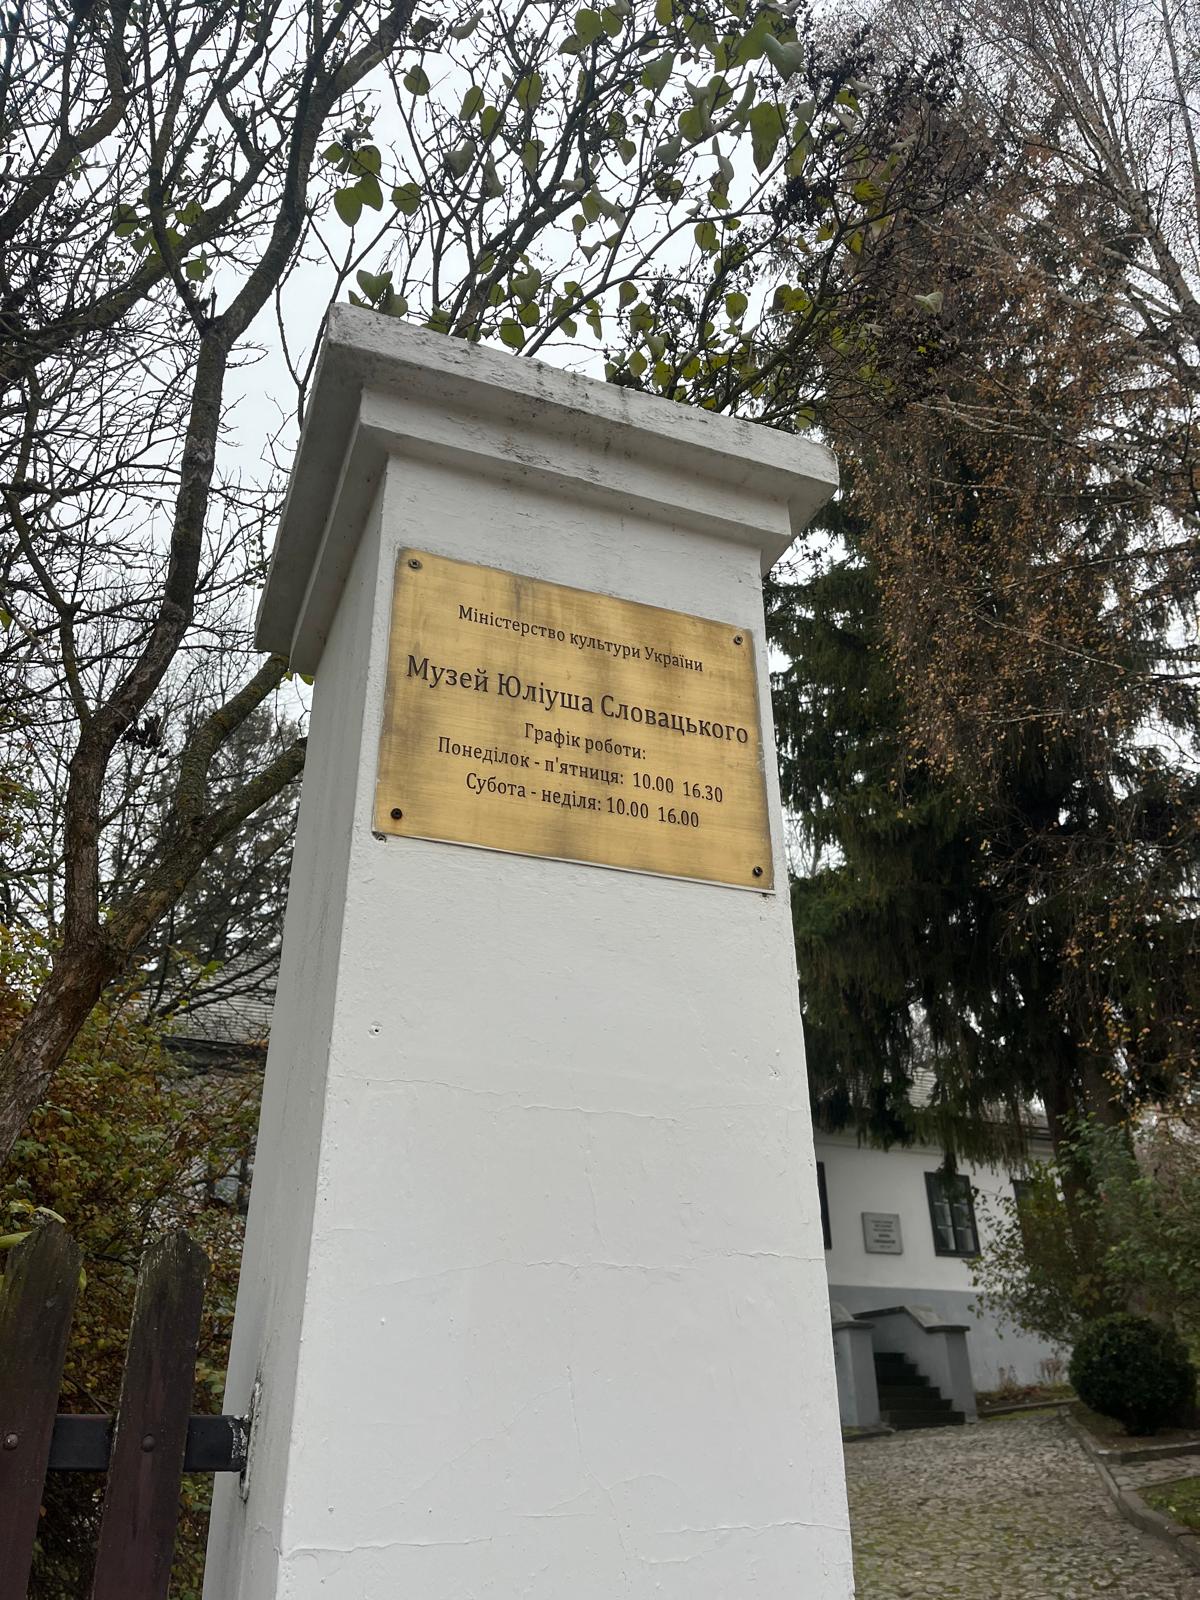 Міністерство культури України
Музей Юліуша Словацького
Графік роботи:
Понеділок - п'ятниця: 10.00 16.30
Субота - неділя: 10.00 16.00